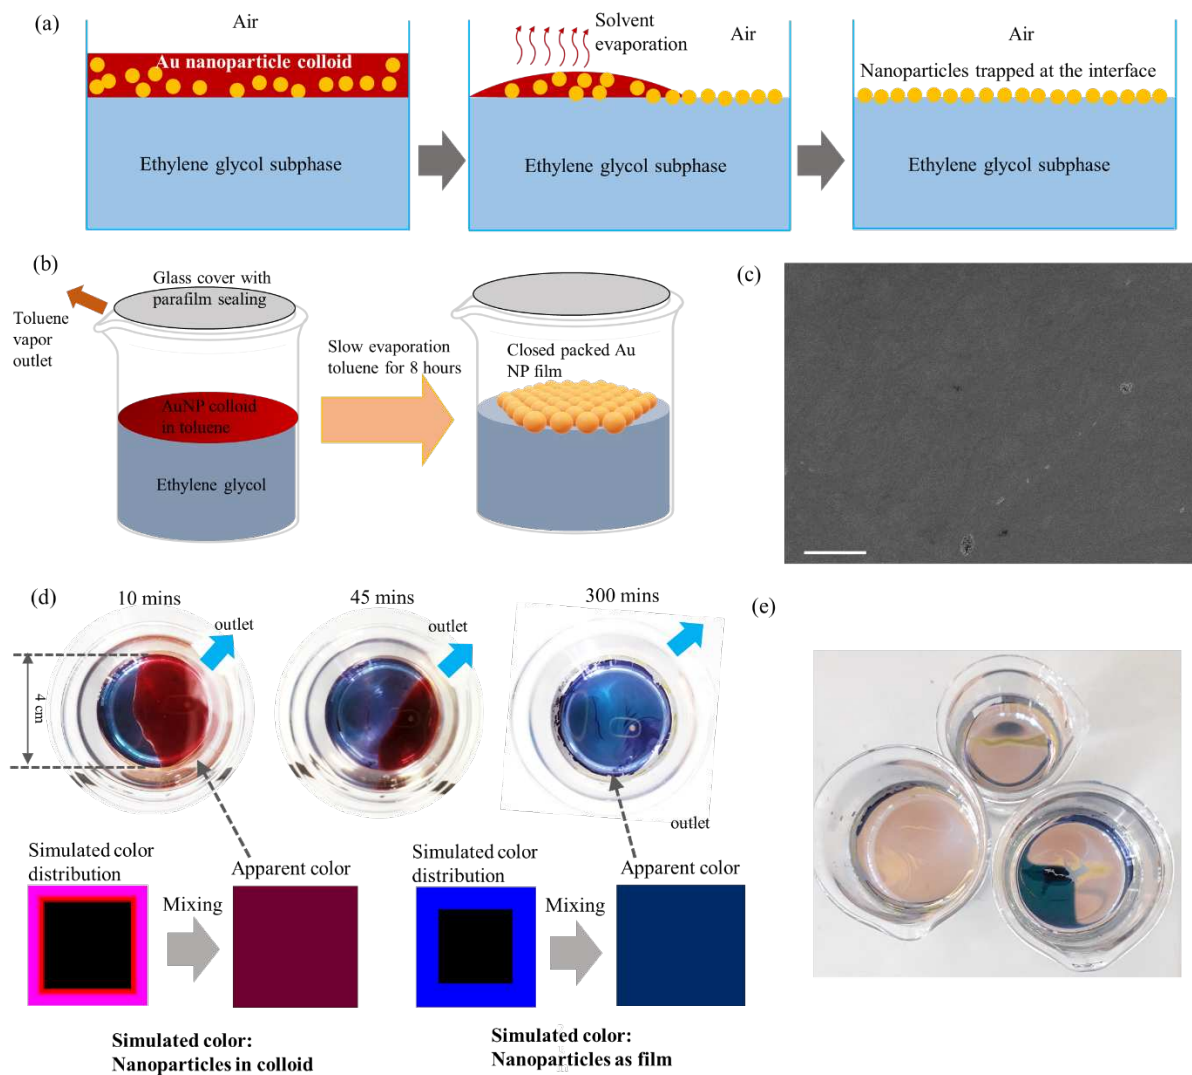 (a)
Air
Au nanoparticle colloid
Ethylene glycol subphase
Solvent
evaporation
Air
Ethylene glycol subphase
Air
Nanoparticles trapped at the interface
Ethylene glycol subphase
(b)
Glass cover with
parafilm sealing
Toluene
vapor
outlet
AuNP colloid
in toluene
Ethylene glycol
Slow evaporation
toluene for 8 hours
Closed packed Au
NP film
(c)
(d)
10 mins
outlet
4 cm
45 mins
outlet
300 mins
outlet
Simulated color
distribution
Mixing
Apparent color
Simulated color
distribution
Mixing
Apparent color
Simulated color:
Nanoparticles in colloid
Simulated color:
Nanoparticles as film
(e)